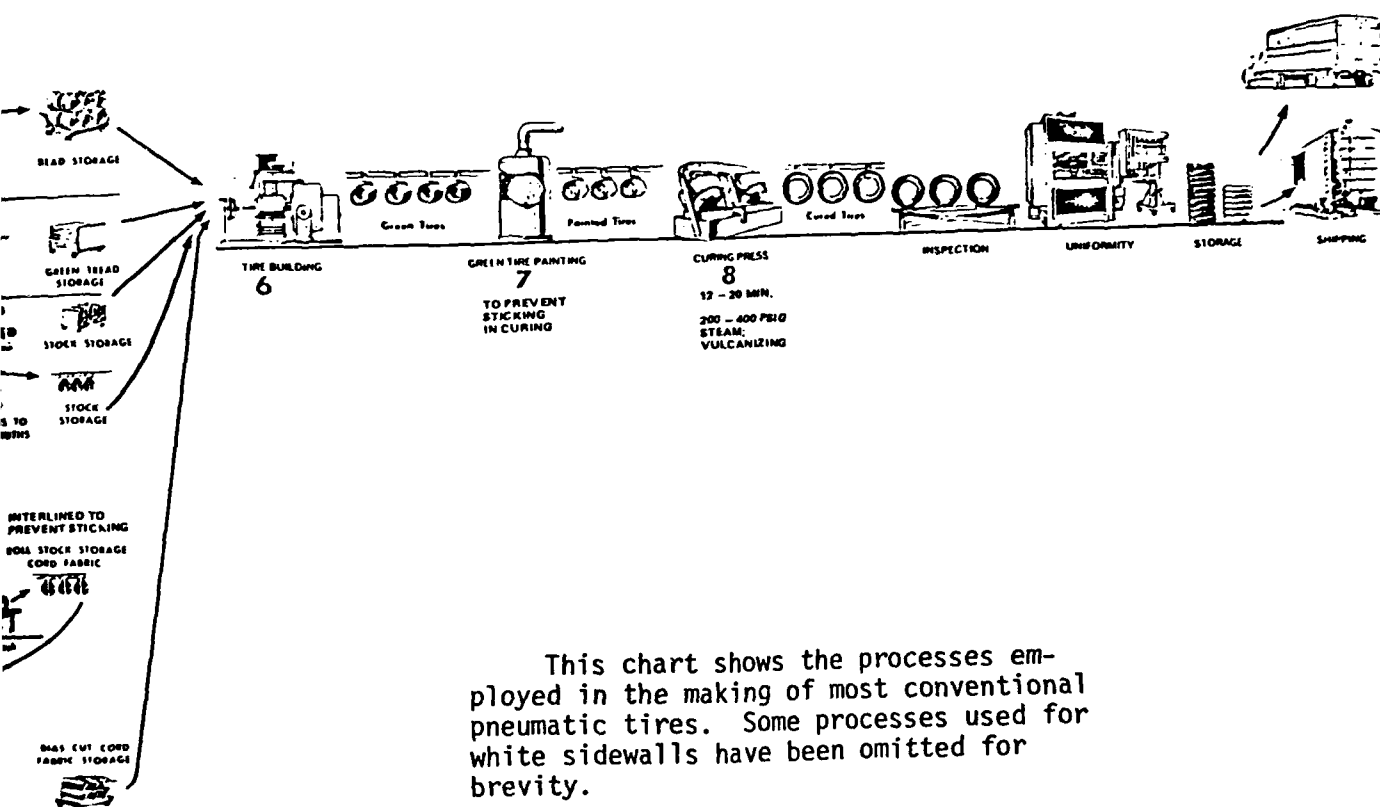 BEAD STORAGE
GREEN TREAD
STORAGE
STOCK STORAGE
STOCK
STORAGE
S TO
INTERLINED TO
PREVENT STICKING
ROLL STOCK STORAGE
CORD FABRIC
BIAS CUT CORD
FABRIC STORAGE
TIRE BUILDING
6
Green Tires
GREEN TIRE PAINTING
7
TO PREVENT
STICKING
IN CURING
Painted Tires
CURING PRESS
8
12 – 20 MIN.
200 – 400 PSIG
STEAM;
VULCANIZING
Cured Tires
INSPECTION
UNIFORMITY
STORAGE
SHIPPING
This chart shows the processes em-
ployed in the making of most conventional
pneumatic tires. Some processes used for
white sidewalls have been omitted for
brevity.